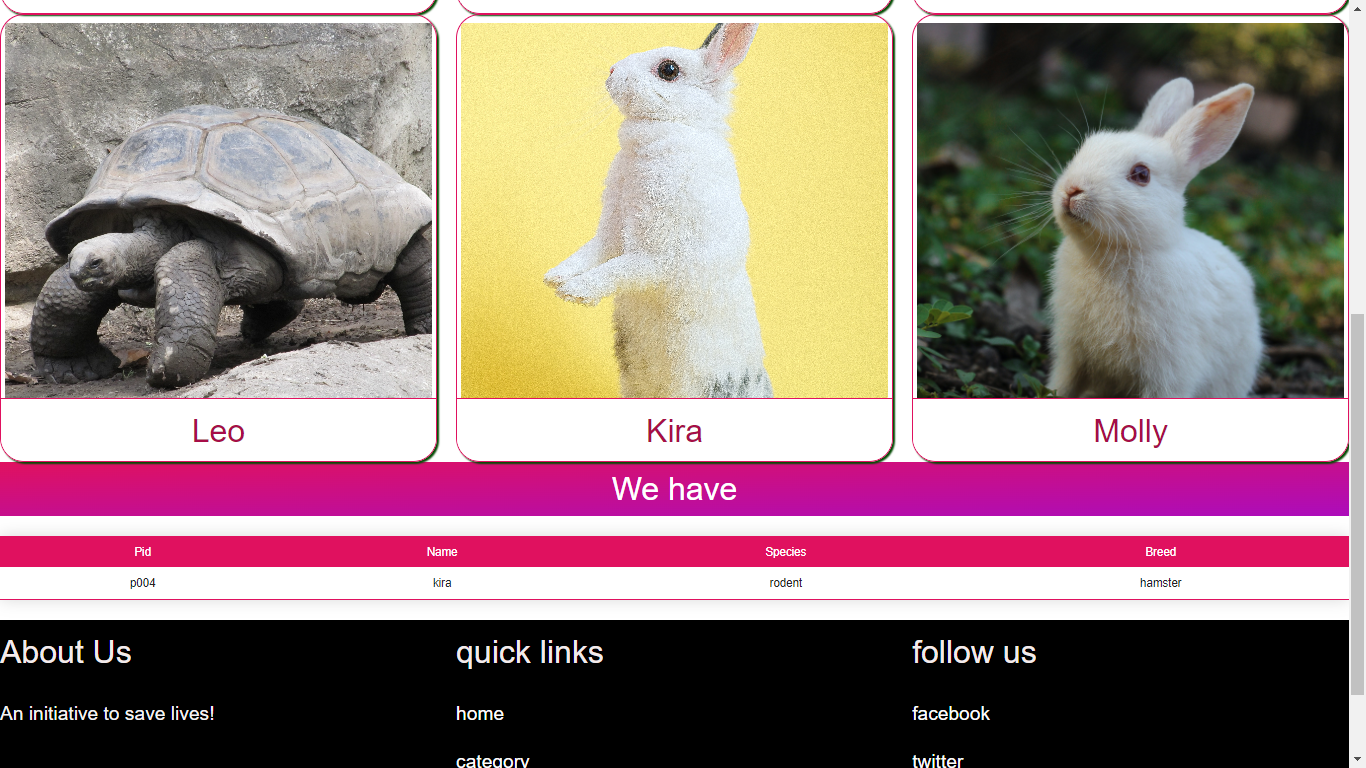 Leo Kira Molly
We have
Pid Name Species Breed
p004 kira rodent hamster
About Us quick links follow us
An initiative to save lives! home facebook
category twitter